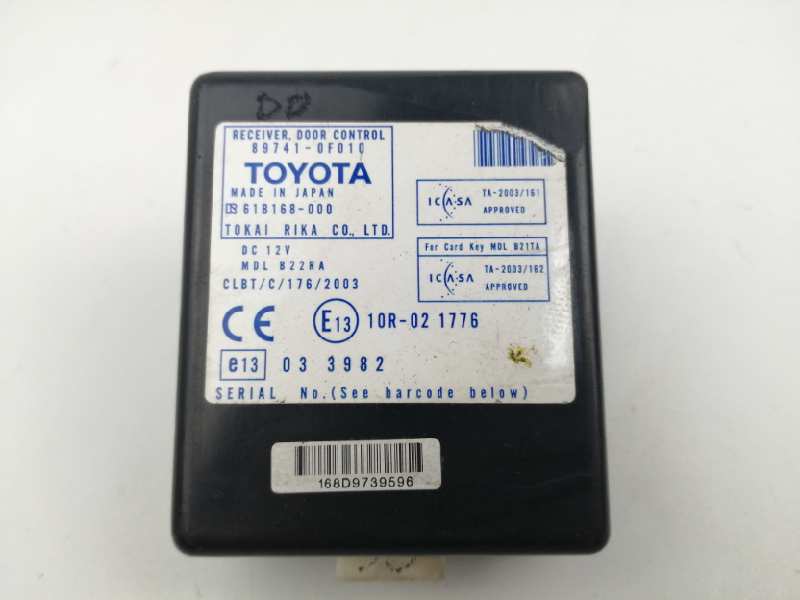 DD
RECEIVER, DOOR CONTROL
89741-0F010
TOYOTA
MADE IN JAPAN
618168-000
TOKAI RIKA CO., LTD.
DC 12V
MDL B22RA
CLBT/C/176/2003
CE E13 10R-02 1776
e13 03 3982
SERIAL No.(See barcode below)
ICASA TA-2003/161
APPROVED
For Card Key MDL B21TA
ICASA TA-2003/162
APPROVED
168D9739596